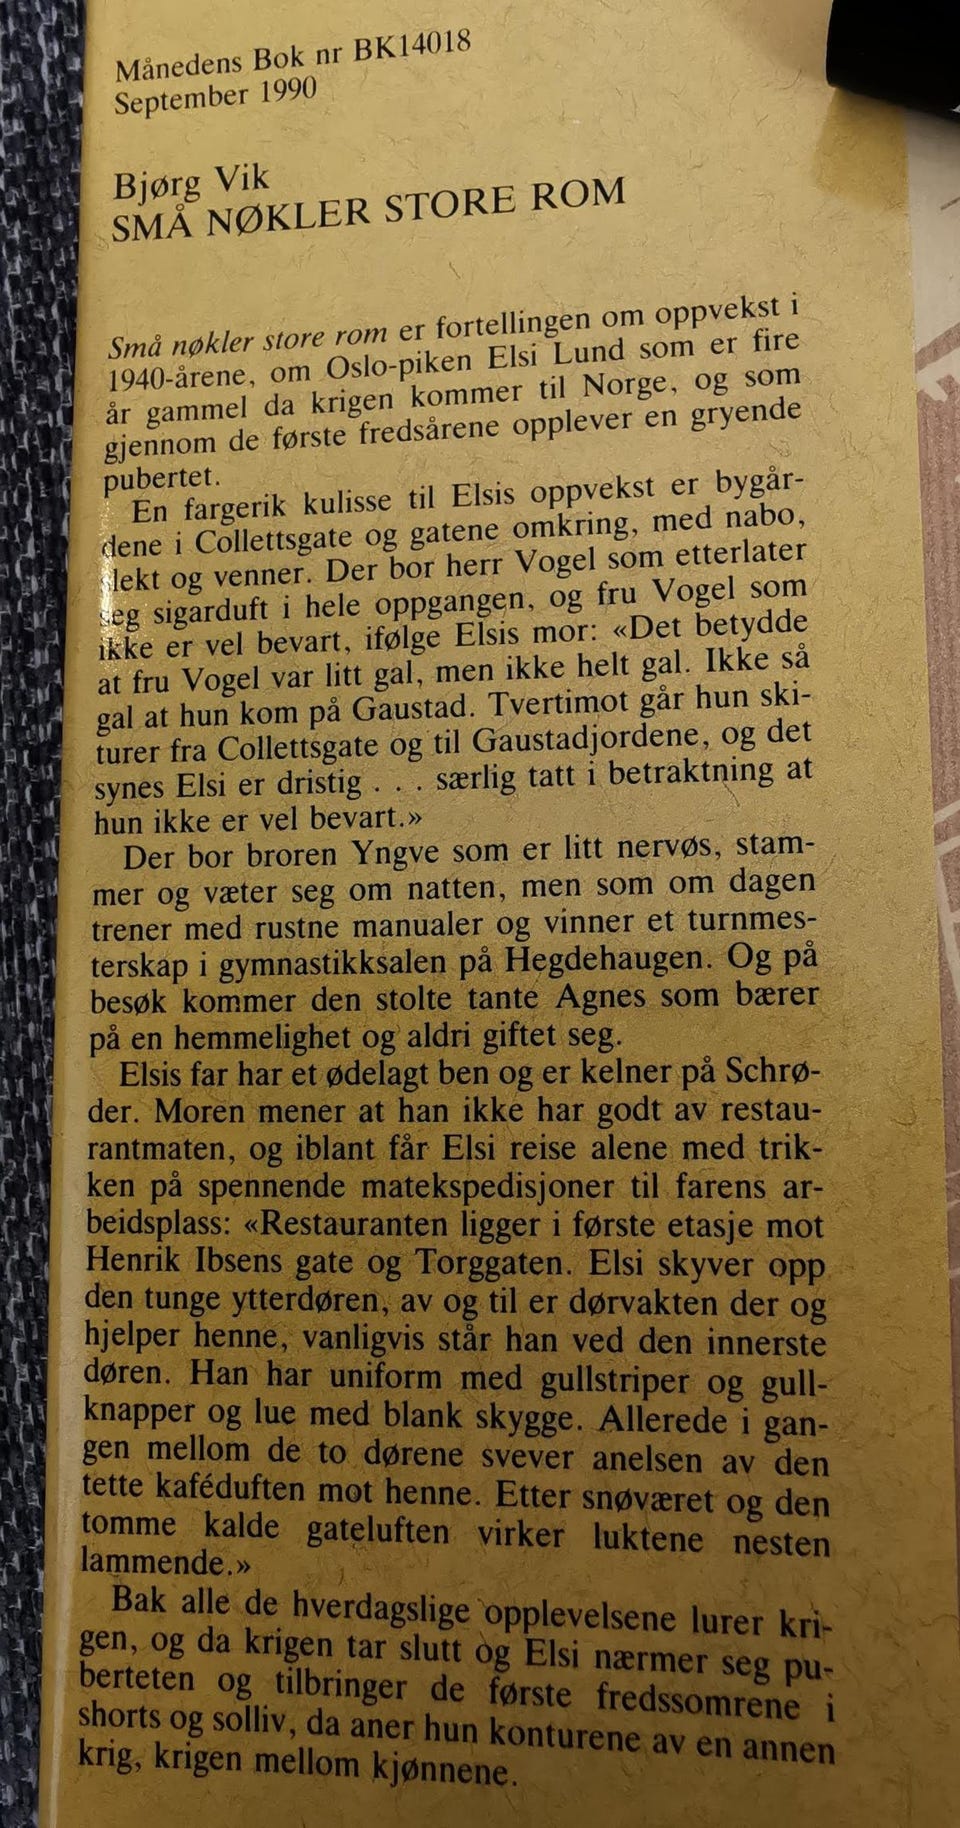 Månedens Bok nr BK14018
September 1990
Bjørg Vik
SMÅ NØKLER STORE ROM
Små nøkler store rom er fortellingen om oppvekst i
1940-årene, om Oslo-piken Elsi Lund som er fire
år gammel da krigen kommer til Norge, og som
gjennom de første fredsårene opplever en gryende
pubertet.
En fargerik kulisse til Elsis oppvekst er bygår-
dene i Collettsgate og gatene omkring, med nabo,
slekt og venner. Der bor herr Vogel som etterlater
seg sigarduft i hele oppgangen, og fru Vogel som
ikke er vel bevart, ifølge Elsis mor: «Det betydde
at fru Vogel var litt gal, men ikke helt gal. Ikke så
gal at hun kom på Gaustad. Tvertimot går hun ski-
turer fra Collettsgate og til Gaustadjordene, og det
synes Elsi er dristig . . . særlig tatt i betraktning at
hun ikke er vel bevart.»
Der bor broren Yngve som er litt nervøs, stam-
mer og væter seg om natten, men som om dagen
trener med rustne manualer og vinner et turnmes-
terskap i gymnastikksalen på Hegdehaugen. Og på
besøk kommer den stolte tante Agnes som bærer
på en hemmelighet og aldri giftet seg.
Elsis far har et ødelagt ben og er kelner på Schrø-
der. Moren mener at han ikke har godt av restau-
rantmaten, og iblant får Elsi reise alene med trik-
ken på spennende matekspedisjoner til farens ar-
beidsplass: «Restauranten ligger i første etasje mot
Henrik Ibsens gate og Torggaten. Elsi skyver opp
den tunge ytterdøren, av og til er dørvakten der og
hjelper henne, vanligvis står han ved den innerste
døren. Han har uniform med gullstriper og gull-
knapper og lue med blank skygge. Allerede i gan-
gen mellom de to dørene svever anelsen av den
tette kaféduften mot henne. Etter snøværet og den
tomme kalde gateluften virker luktene nesten
lammende.»
Bak alle de hverdagslige opplevelsene lurer kri-
gen, og da krigen tar slutt og Elsi nærmer seg pu-
berteten og tilbringer de første fredssomrene i
shorts og solliv, da aner hun konturene av en annen
krig, krigen mellom kjønnene.